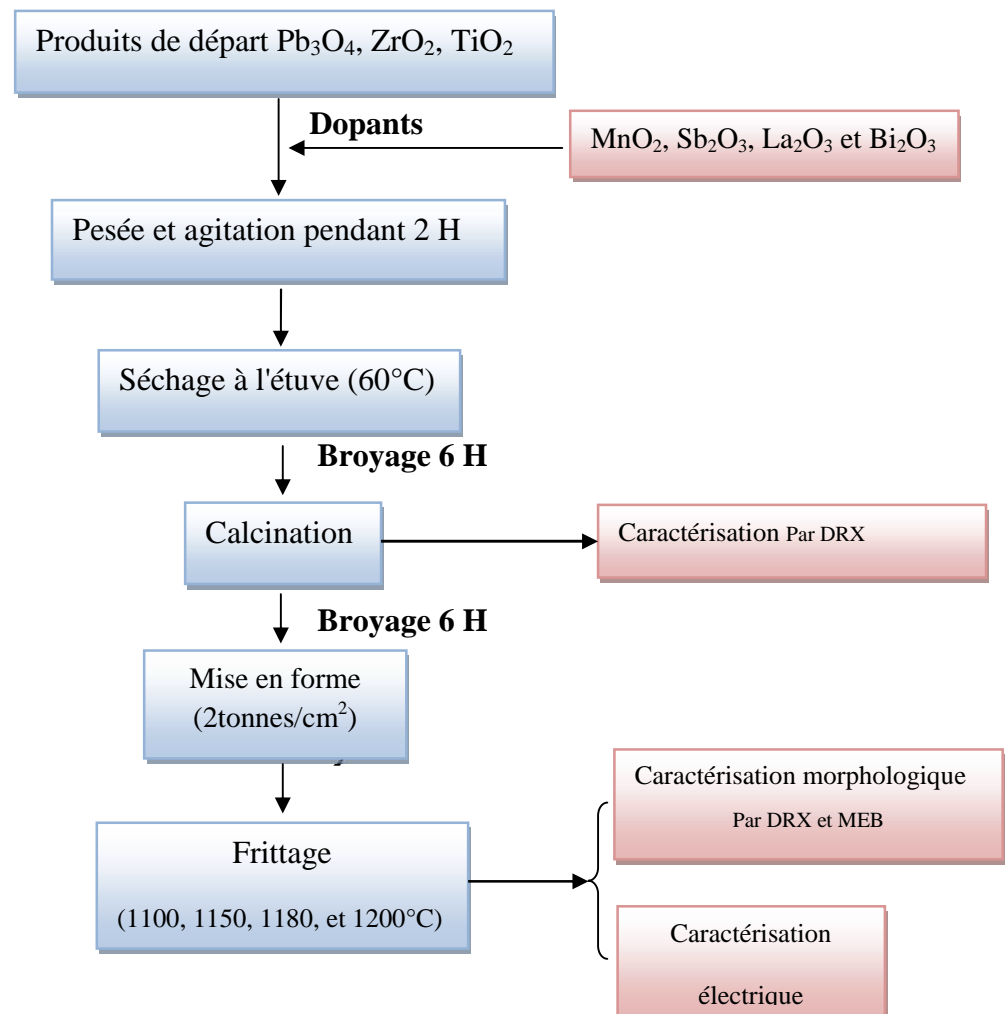 Produits de départ Pb₃O₄, ZrO₂, TiO₂
Dopants
MnO₂, Sb₂O₃, La₂O₃ et Bi₂O₃
Pesée et agitation pendant 2 H
Séchage à l'étuve (60°C)
Broyage 6 H
Calcination
Caractérisation Par DRX
Broyage 6 H
Mise en forme
(2tonnes/cm²)
Caractérisation morphologique
Par DRX et MEB
Frittage
(1100, 1150, 1180, et 1200°C)
Caractérisation
électrique